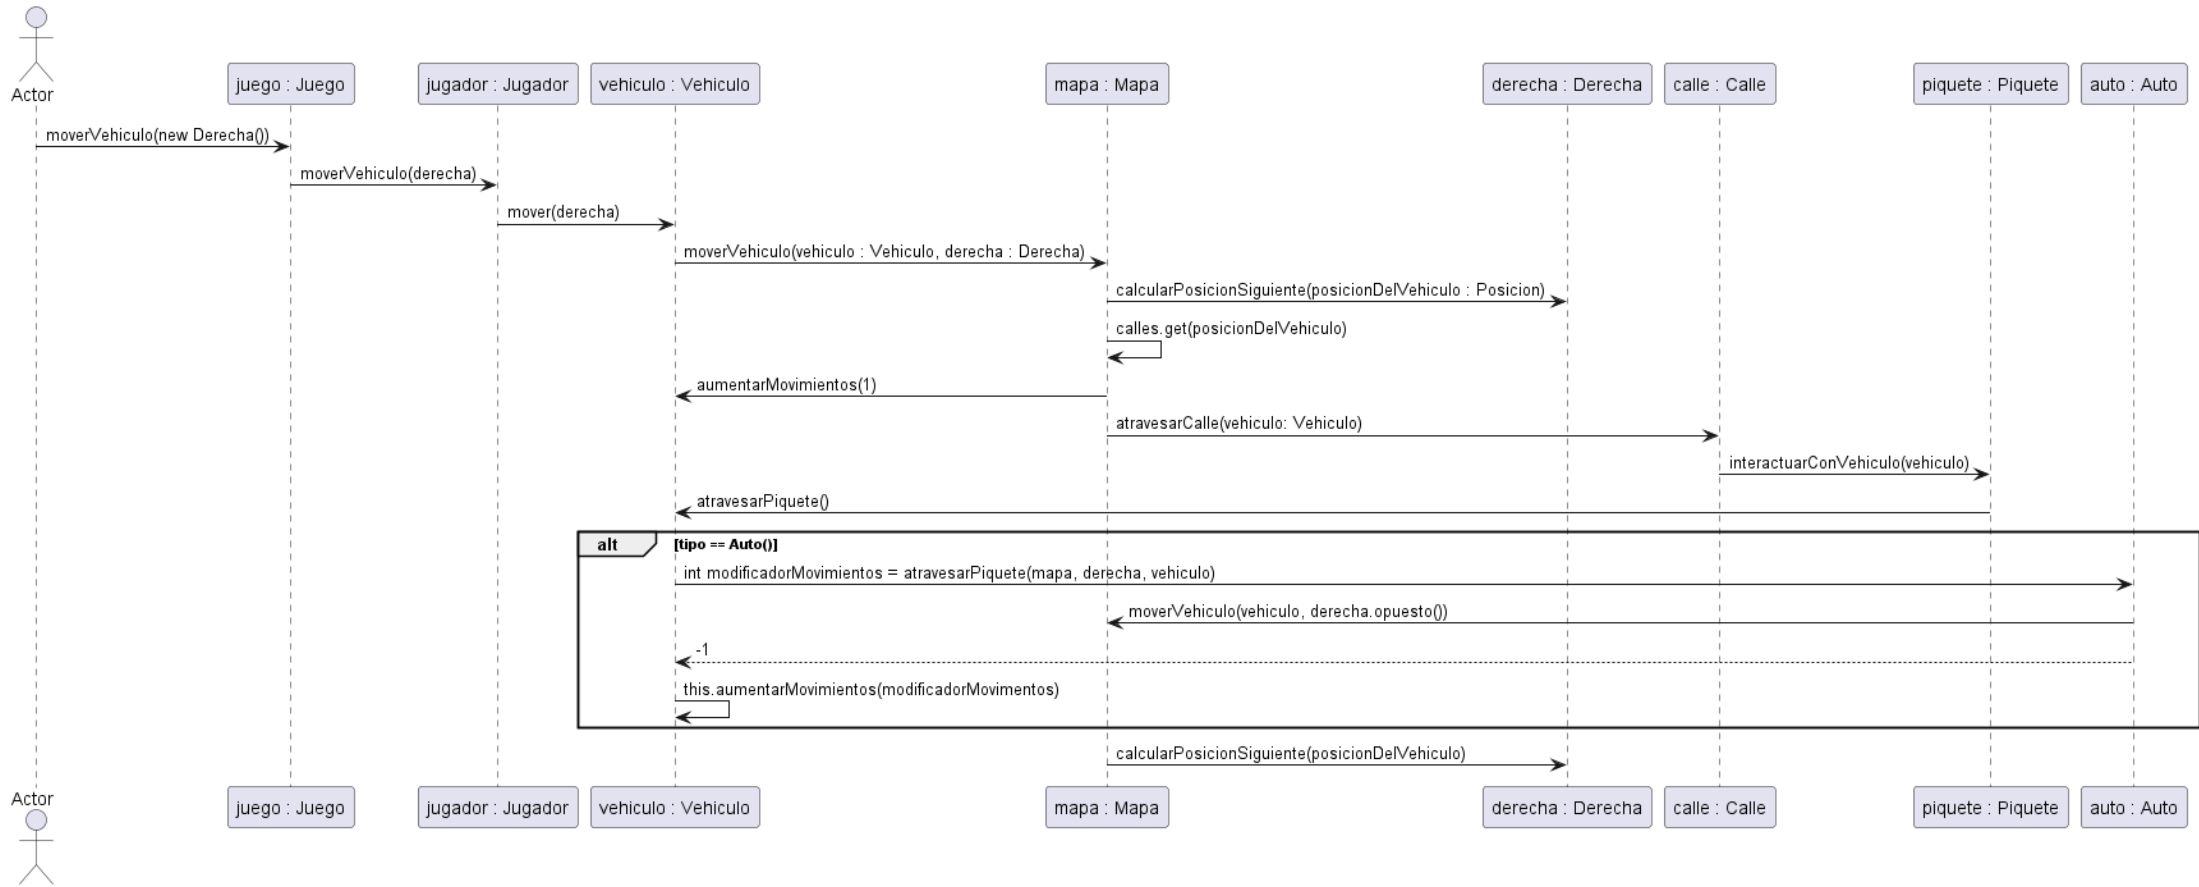 Actor
juego : Juego
jugador : Jugador
vehiculo : Vehiculo
mapa : Mapa
derecha : Derecha
calle : Calle
piquete : Piquete
auto : Auto
moverVehiculo(new Derecha())
moverVehiculo(derecha)
mover(derecha)
moverVehiculo(vehiculo : Vehiculo, derecha : Derecha)
calcularPosicionSiguiente(posicionDelVehiculo : Posicion)
calles.get(posicionDelVehiculo)
aumentarMovimientos(1)
atravesarCalle(vehiculo: Vehiculo)
interactuarConVehiculo(vehiculo)
atravesarPiquete()
alt [tipo == Auto()]
int modificadorMovimientos = atravesarPiquete(mapa, derecha, vehiculo)
moverVehiculo(vehiculo, derecha.opuesto())
-1
this.aumentarMovimientos(modificadorMovimentos)
calcularPosicionSiguiente(posicionDelVehiculo)
Actor
juego : Juego
jugador : Jugador
vehiculo : Vehiculo
mapa : Mapa
derecha : Derecha
calle : Calle
piquete : Piquete
auto : Auto